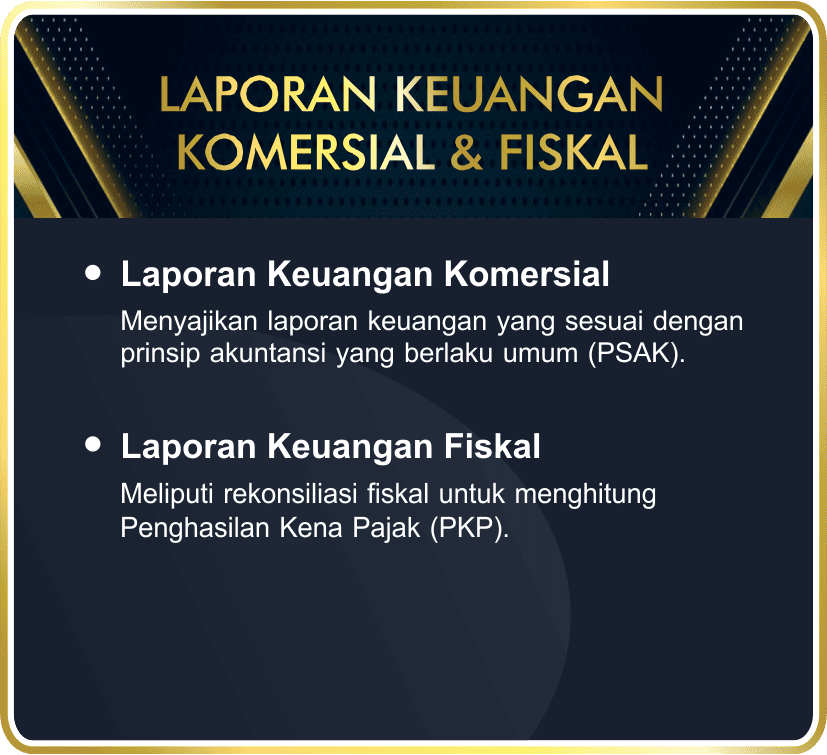 LAPORAN KEUANGAN
KOMERSIAL & FISKAL
• Laporan Keuangan Komersial
Menyajikan laporan keuangan yang sesuai dengan
prinsip akuntansi yang berlaku umum (PSAK).
• Laporan Keuangan Fiskal
Meliputi rekonsiliasi fiskal untuk menghitung
Penghasilan Kena Pajak (PKP).